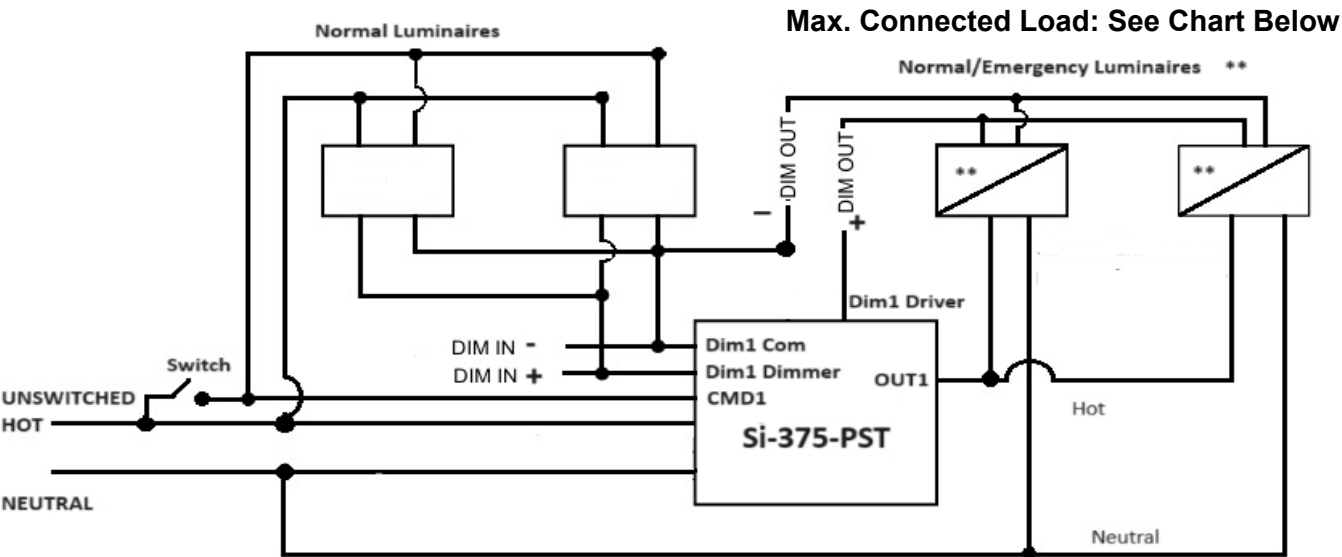 Max. Connected Load: See Chart Below
Normal Luminaires
Normal/Emergency Luminaires **
DIM OUT
DIM OUT
**
**
-
+
Dim1 Driver
DIM IN -
DIM IN +
Dim1 Com
Dim1 Dimmer
CMD1
OUT1
Si-375-PST
Switch
UNSWITCHED
HOT
NEUTRAL
Hot
Neutral